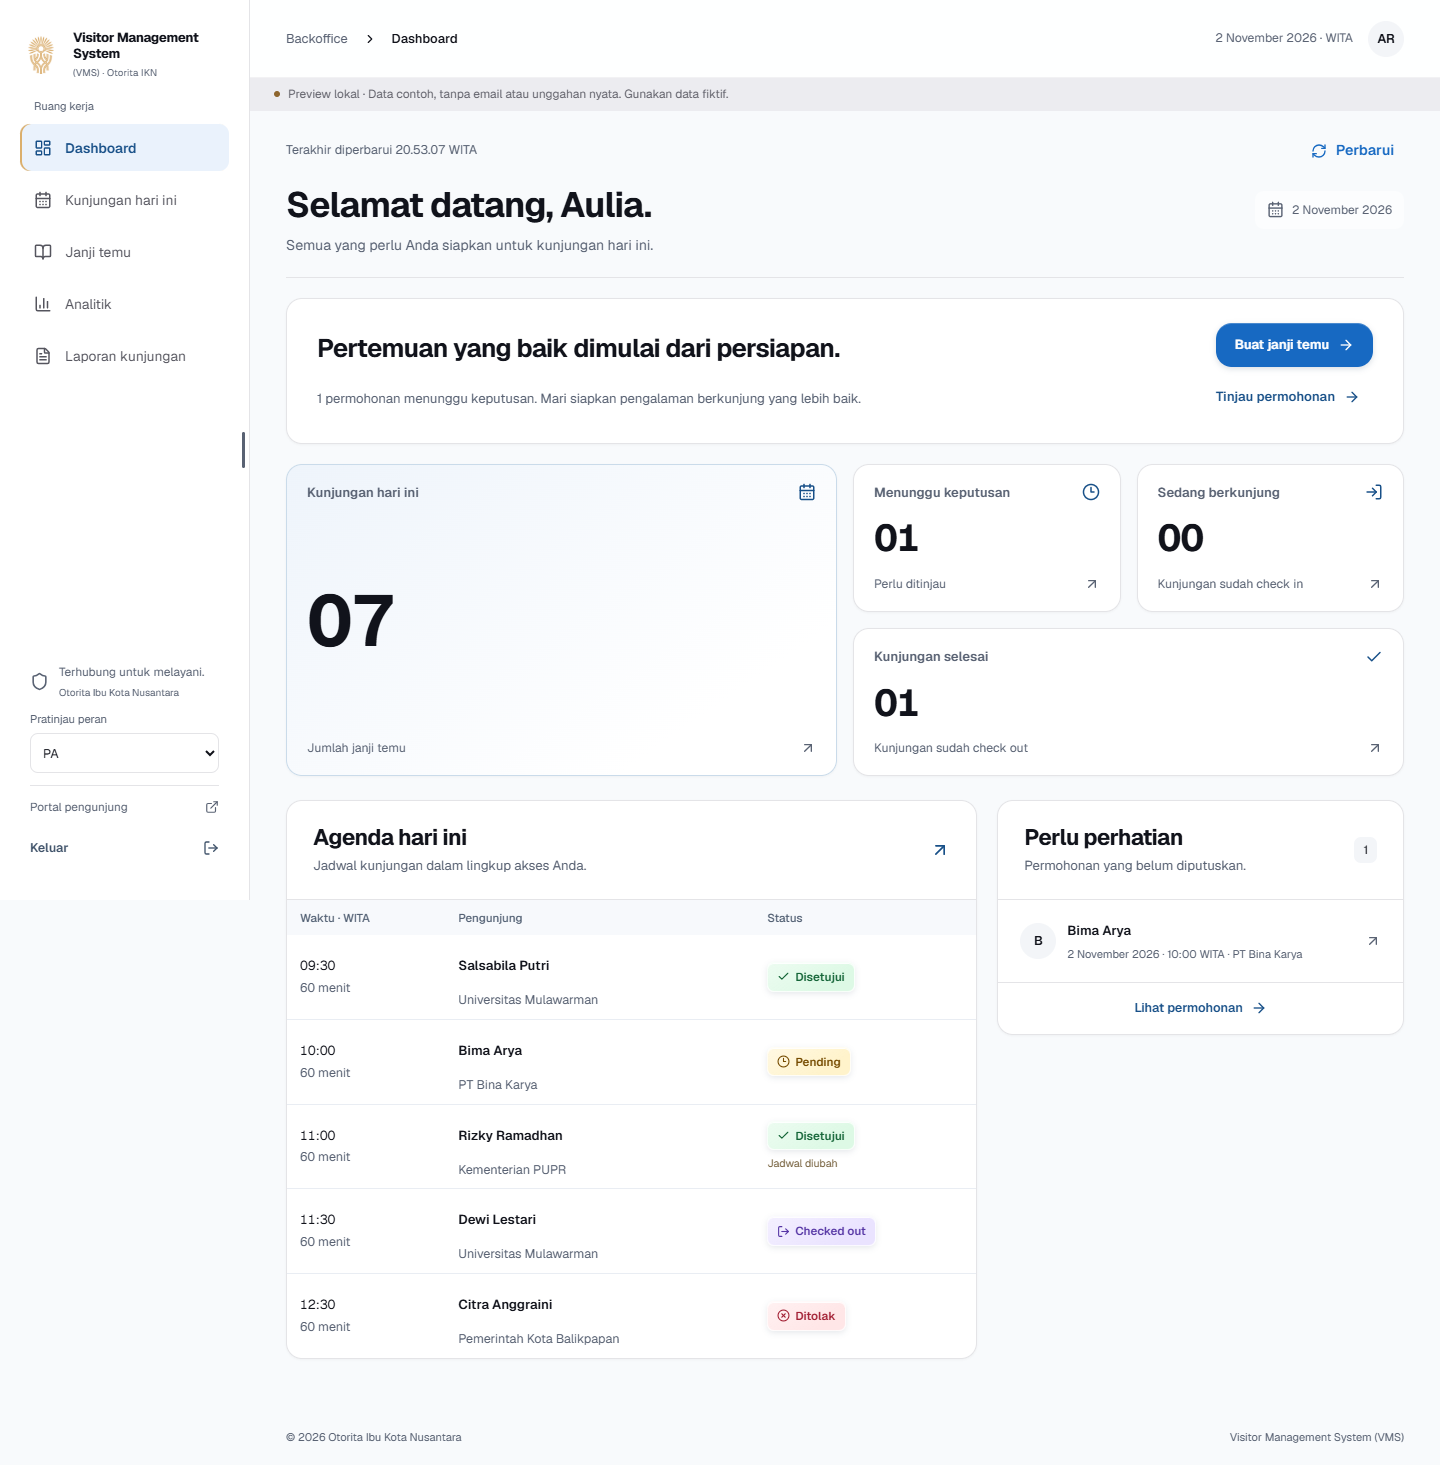 Visitor Management
System
(VMS) · Otorita IKN
Ruang kerja
Dashboard
Kunjungan hari ini
Janji temu
Analitik
Laporan kunjungan
Terhubung untuk melayani.
Otorita Ibu Kota Nusantara
Pratinjau peran
PA
Portal pengunjung
Keluar
Backoffice
Dashboard
2 November 2026 · WITA
AR
Preview lokal · Data contoh, tanpa email atau unggahan nyata. Gunakan data fiktif.
Terakhir diperbarui 20.53.07 WITA
Perbarui
Selamat datang, Aulia.
2 November 2026
Semua yang perlu Anda siapkan untuk kunjungan hari ini.
Pertemuan yang baik dimulai dari persiapan.
Buat janji temu
1 permohonan menunggu keputusan. Mari siapkan pengalaman berkunjung yang lebih baik.
Tinjau permohonan
Kunjungan hari ini
07
Jumlah janji temu
Menunggu keputusan
01
Perlu ditinjau
Sedang berkunjung
00
Kunjungan sudah check in
Kunjungan selesai
01
Kunjungan sudah check out
Agenda hari ini
Jadwal kunjungan dalam lingkup akses Anda.
Waktu · WITA Pengunjung Status
09:30 Salsabila Putri Disetujui
60 menit Universitas Mulawarman
10:00 Bima Arya Pending
60 menit PT Bina Karya
11:00 Rizky Ramadhan Disetujui
60 menit Kementerian PUPR Jadwal diubah
11:30 Dewi Lestari Checked out
60 menit Universitas Mulawarman
12:30 Citra Anggraini Ditolak
60 menit Pemerintah Kota Balikpapan
Perlu perhatian
Permohonan yang belum diputuskan.
1
B
Bima Arya
2 November 2026 · 10:00 WITA · PT Bina Karya
Lihat permohonan
© 2026 Otorita Ibu Kota Nusantara
Visitor Management System (VMS)